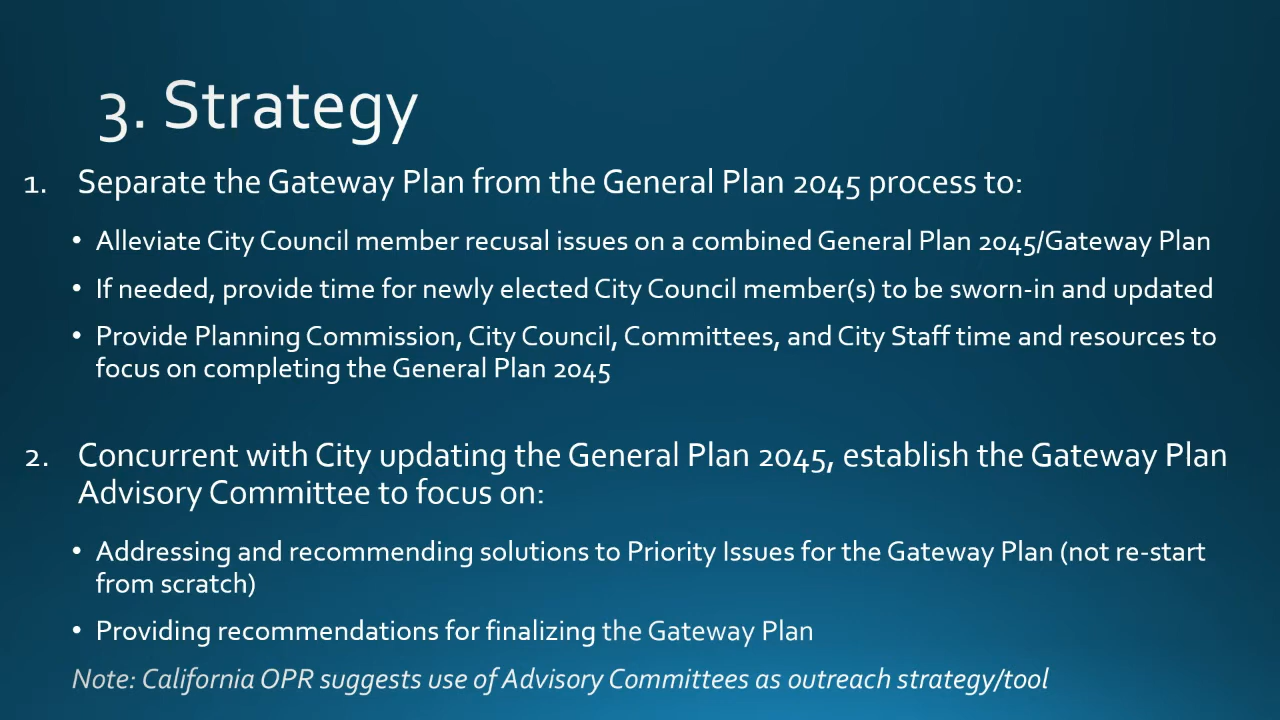 3. Strategy
1. Separate the Gateway Plan from the General Plan 2045 process to:
• Alleviate City Council member recusal issues on a combined General Plan 2045/Gateway Plan
• If needed, provide time for newly elected City Council member(s) to be sworn-in and updated
• Provide Planning Commission, City Council, Committees, and City Staff time and resources to
focus on completing the General Plan 2045
2. Concurrent with City updating the General Plan 2045, establish the Gateway Plan
Advisory Committee to focus on:
• Addressing and recommending solutions to Priority Issues for the Gateway Plan (not re-start
from scratch)
• Providing recommendations for finalizing the Gateway Plan
Note: California OPR suggests use of Advisory Committees as outreach strategy/tool